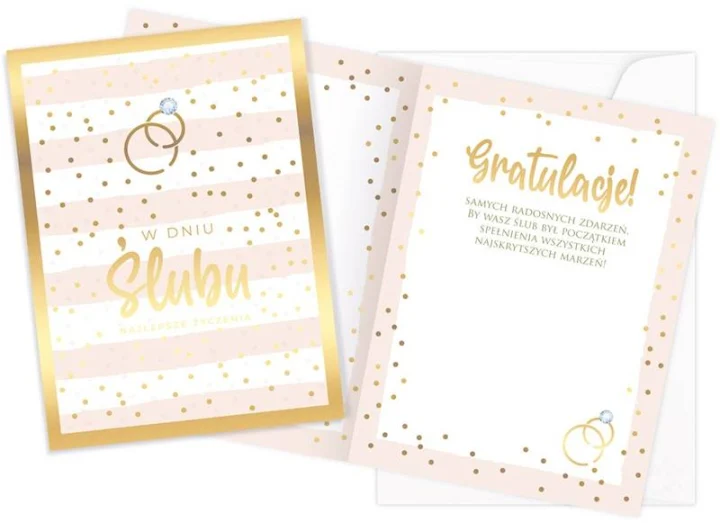 W DNIU
Ślubu
NAJLEPSZE ŻYCZENIA
Gratulacje!
SAMYCH RADOSNYCH ZDARZEŃ,
BY WASZ ŚLUB BYŁ POCZĄTKIEM
SPEŁNIENIA WSZYSTKICH
NAJSKRYTSZYCH MARZEŃ!